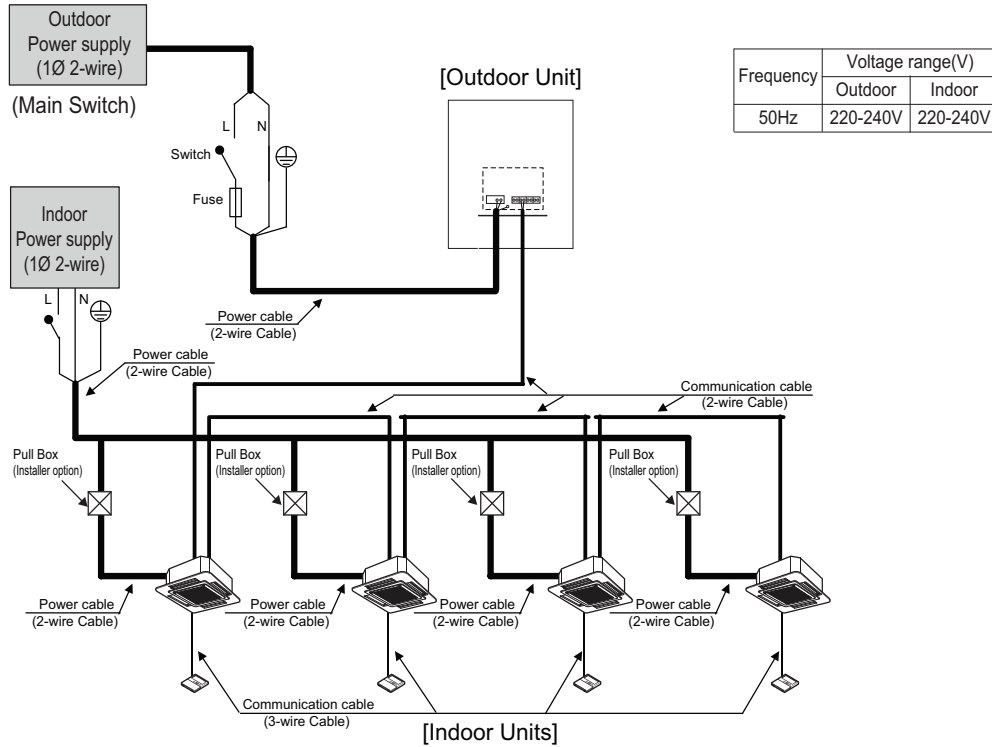 Outdoor
Power supply
(1Ø 2-wire)
(Main Switch)
[Outdoor Unit]
Frequency
Voltage range(V)
Outdoor
Indoor
50Hz
220-240V
220-240V
L
N
Switch
Fuse
Indoor
Power supply
(1Ø 2-wire)
L
N
Power cable
(2-wire Cable)
Power cable
(2-wire Cable)
Communication cable
(2-wire Cable)
Pull Box
(Installer option)
Pull Box
(Installer option)
Pull Box
(Installer option)
Pull Box
(Installer option)
Power cable
(2-wire Cable)
Power cable
(2-wire Cable)
Power cable
(2-wire Cable)
Power cable
(2-wire Cable)
Communication cable
(3-wire Cable)
[Indoor Units]